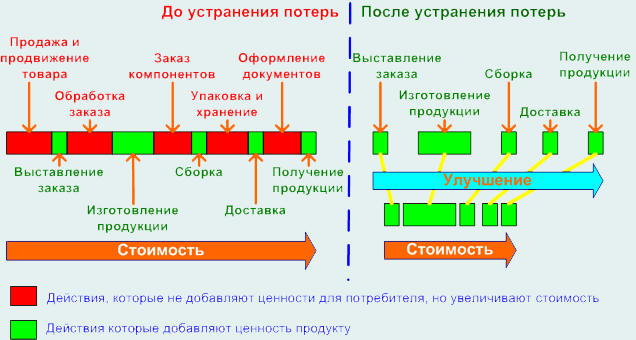 До устранения потерь
После устранения потерь
Продажа и
продвижение
товара
Обработка
заказа
Заказ
компонентов
Упаковка и
хранение
Оформление
документов
Выставление
заказа
Изготовление
продукции
Сборка
Доставка
Получение
продукции
Стоимость
Выставление
заказа
Изготовление
продукции
Сборка
Доставка
Получение
продукции
Улучшение
Стоимость
Действия, которые не добавляют ценности для потребителя, но увеличивают стоимость
Действия которые добавляют ценность продукту